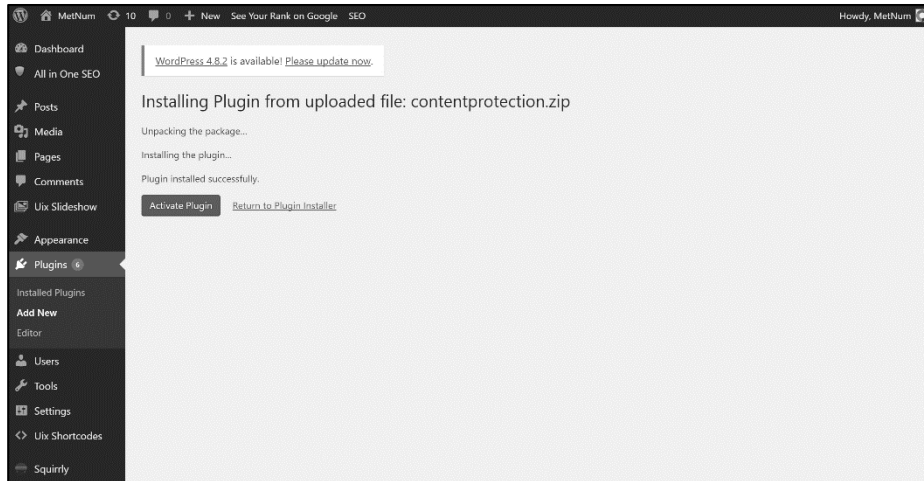 MetNum 10 0 New See Your Rank on Google SEO Howdy, MetNum
Dashboard
All in One SEO
Posts
Media
Pages
Comments
Uix Slideshow
Appearance
Plugins 6
Installed Plugins
Add New
Editor
Users
Tools
Settings
Uix Shortcodes
Squirrly
WordPress 4.8.2 is available! Please update now.
Installing Plugin from uploaded file: contentprotection.zip
Unpacking the package...
Installing the plugin...
Plugin installed successfully.
Activate Plugin Return to Plugin Installer